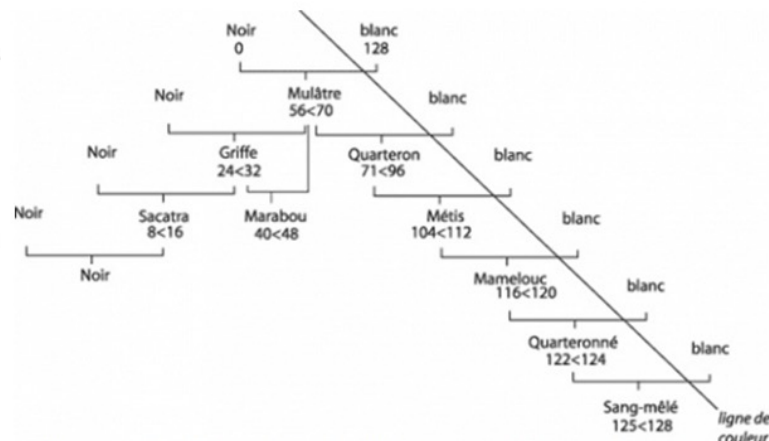 Noir blanc
0 128
Noir Mulâtre blanc
56<70
Noir Griffe Quarteron blanc
24<32 71<96
Noir Sacatra Marabou Métis blanc
8<16 40<48 104<112
Noir Mamelouc blanc
116<120
Quarteronné blanc
122<124
Sang-mêlé ligne de
125<128 couleur